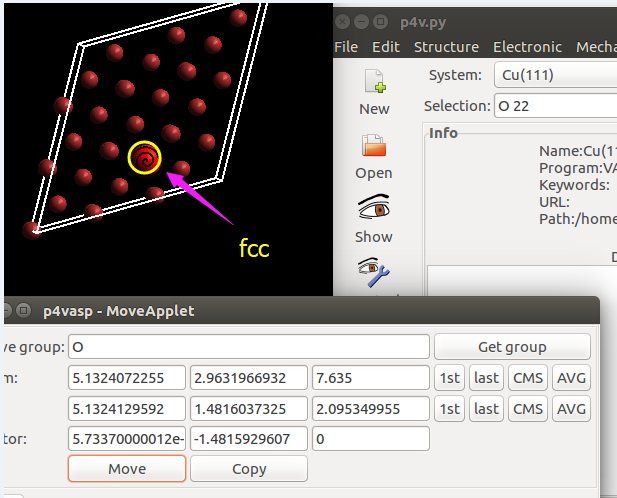 p4v.py
File Edit Structure Electronic Mecha
System: Cu(111)
New
Selection: O 22
Info
Name:Cu(11
Program:VA
Keywords:
URL:
Path:/home
Open
Show
D
fcc
p4vasp - MoveApplet
ve group: O Get group
m: 5.1324072255 2.9631966932 7.635 1st last CMS AVG
5.1324129592 1.4816037325 2.095349955 1st last CMS AVG
tor: 5.73370000012e- -1.4815929607 0
Move Copy